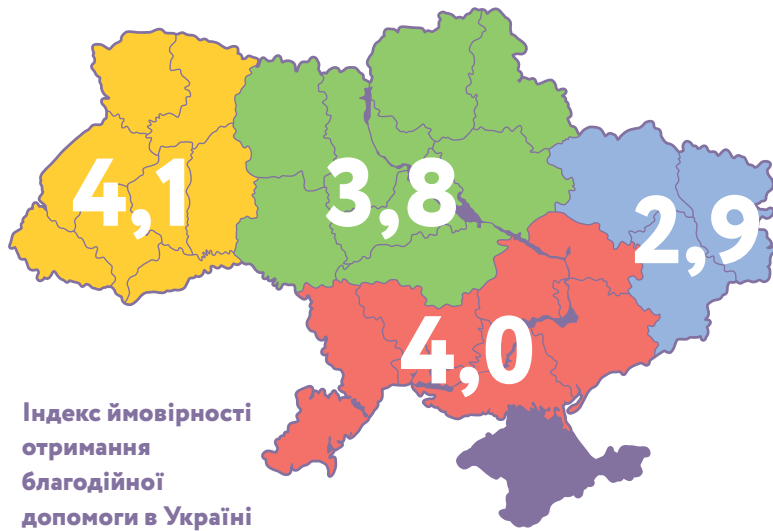 4,1
3,8
2,9
4,0
Індекс ймовірності
отримання
благодійної
допомоги в Україні